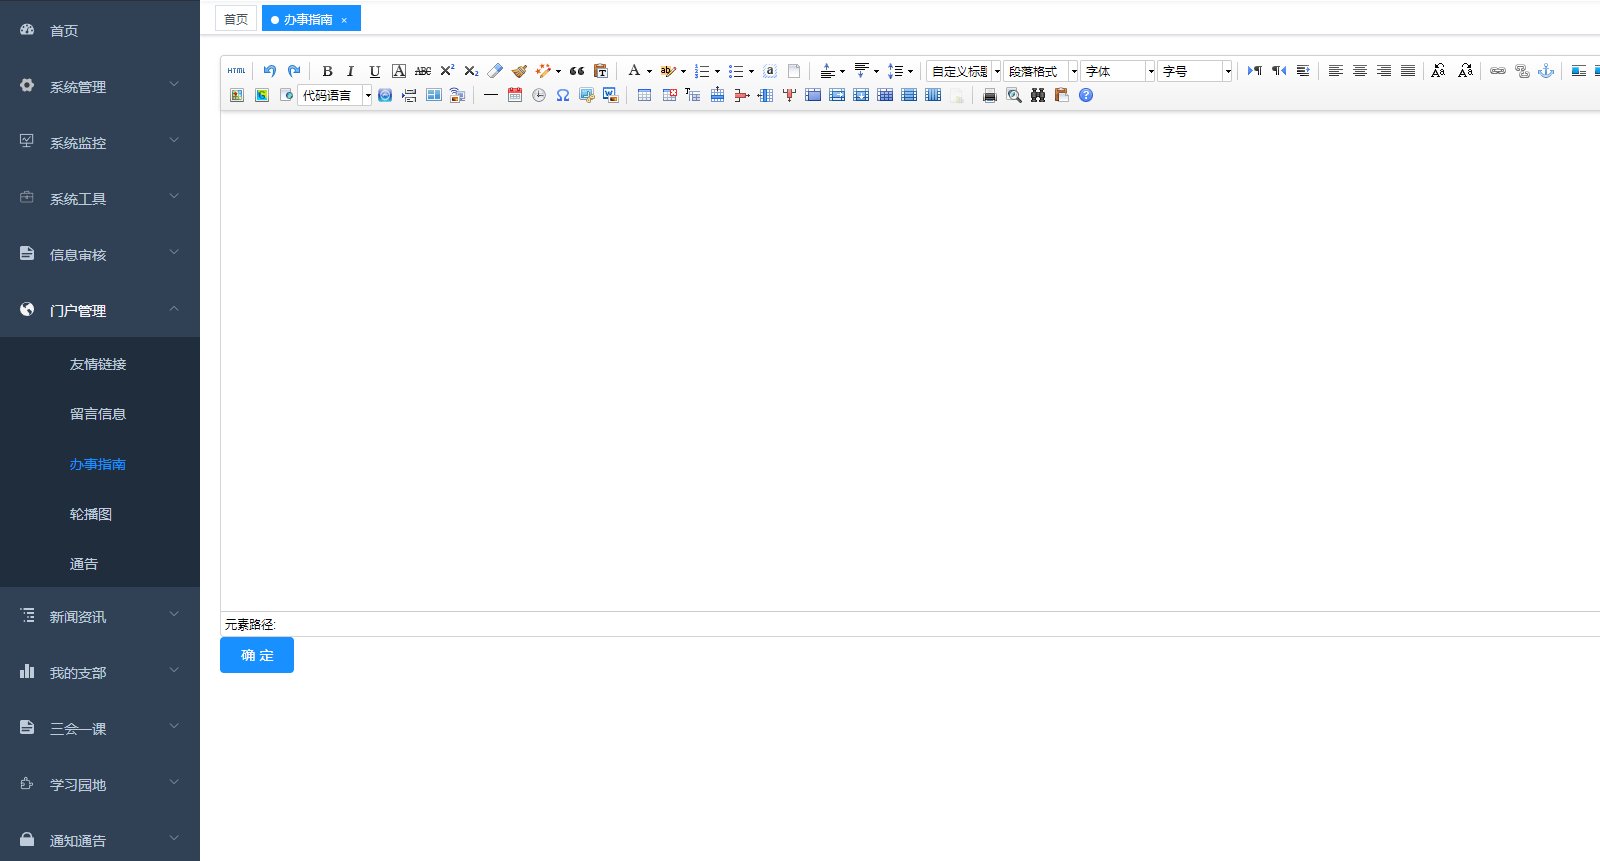 首页
系统管理
系统监控
系统工具
信息审核
门户管理
友情链接
留言信息
办事指南
轮播图
通告
新闻资讯
我的支部
三会一课
学习园地
通知通告
首页
办事指南 ×
HTML B I U A ABC X² X₂ A ab 自定义标题 段落格式 字体 字号
代码语言
元素路径:
确 定